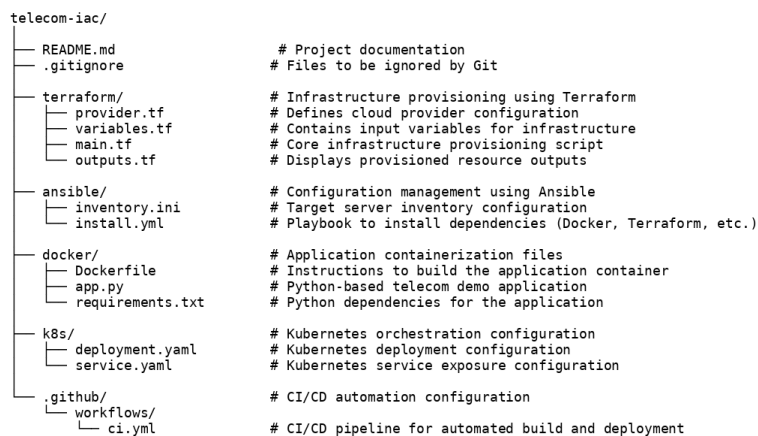 telecom-iac/
│
├── README.md                    # Project documentation
├── .gitignore                  # Files to be ignored by Git
│
├── terraform/                  # Infrastructure provisioning using Terraform
│   ├── provider.tf             # Defines cloud provider configuration
│   ├── variables.tf            # Contains input variables for infrastructure
│   ├── main.tf                 # Core infrastructure provisioning script
│   └── outputs.tf              # Displays provisioned resource outputs
│
├── ansible/                    # Configuration management using Ansible
│   ├── inventory.ini           # Target server inventory configuration
│   └── install.yml             # Playbook to install dependencies (Docker, Terraform, etc.)
│
├── docker/                     # Application containerization files
│   ├── Dockerfile              # Instructions to build the application container
│   ├── app.py                  # Python-based telecom demo application
│   └── requirements.txt        # Python dependencies for the application
│
├── k8s/                        # Kubernetes orchestration configuration
│   ├── deployment.yaml         # Kubernetes deployment configuration
│   └── service.yaml            # Kubernetes service exposure configuration
│
└── .github/                    # CI/CD automation configuration
    └── workflows/
        └── ci.yml              # CI/CD pipeline for automated build and deployment